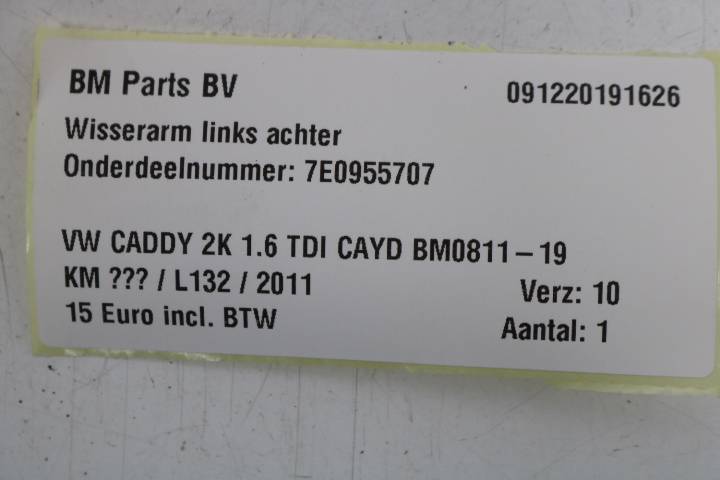 BM Parts BV 091220191626
Wisserarm links achter
Onderdeelnummer: 7E0955707
VW CADDY 2K 1.6 TDI CAYD BM0811-19
KM ??? / L132 / 2011 Verz: 10
15 Euro incl. BTW Aantal: 1